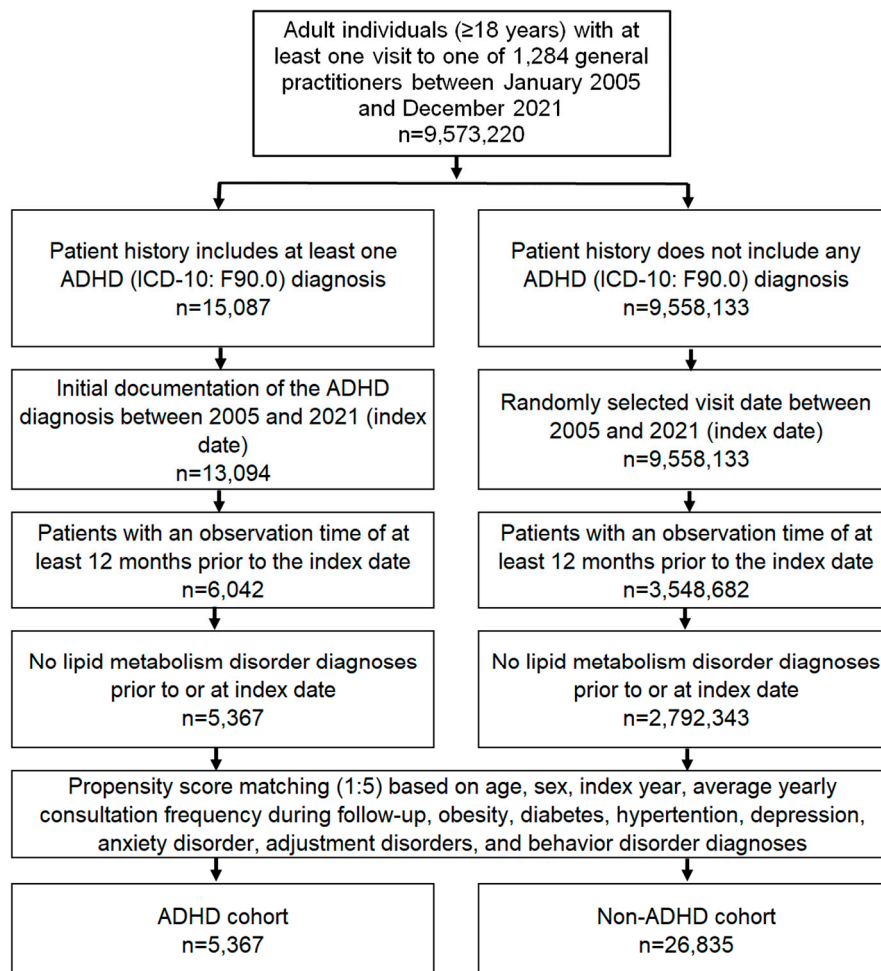 Adult individuals (≥18 years) with at
least one visit to one of 1,284 general
practitioners between January 2005
and December 2021
n=9,573,220
Patient history includes at least one
ADHD (ICD-10: F90.0) diagnosis
n=15,087
Patient history does not include any
ADHD (ICD-10: F90.0) diagnosis
n=9,558,133
Initial documentation of the ADHD
diagnosis between 2005 and 2021 (index
date)
n=13,094
Randomly selected visit date between
2005 and 2021 (index date)
n=9,558,133
Patients with an observation time of at
least 12 months prior to the index date
n=6,042
Patients with an observation time of at
least 12 months prior to the index date
n=3,548,682
No lipid metabolism disorder diagnoses
prior to or at index date
n=5,367
No lipid metabolism disorder diagnoses
prior to or at index date
n=2,792,343
Propensity score matching (1:5) based on age, sex, index year, average yearly
consultation frequency during follow-up, obesity, diabetes, hypertention, depression,
anxiety disorder, adjustment disorders, and behavior disorder diagnoses
ADHD cohort
n=5,367
Non-ADHD cohort
n=26,835